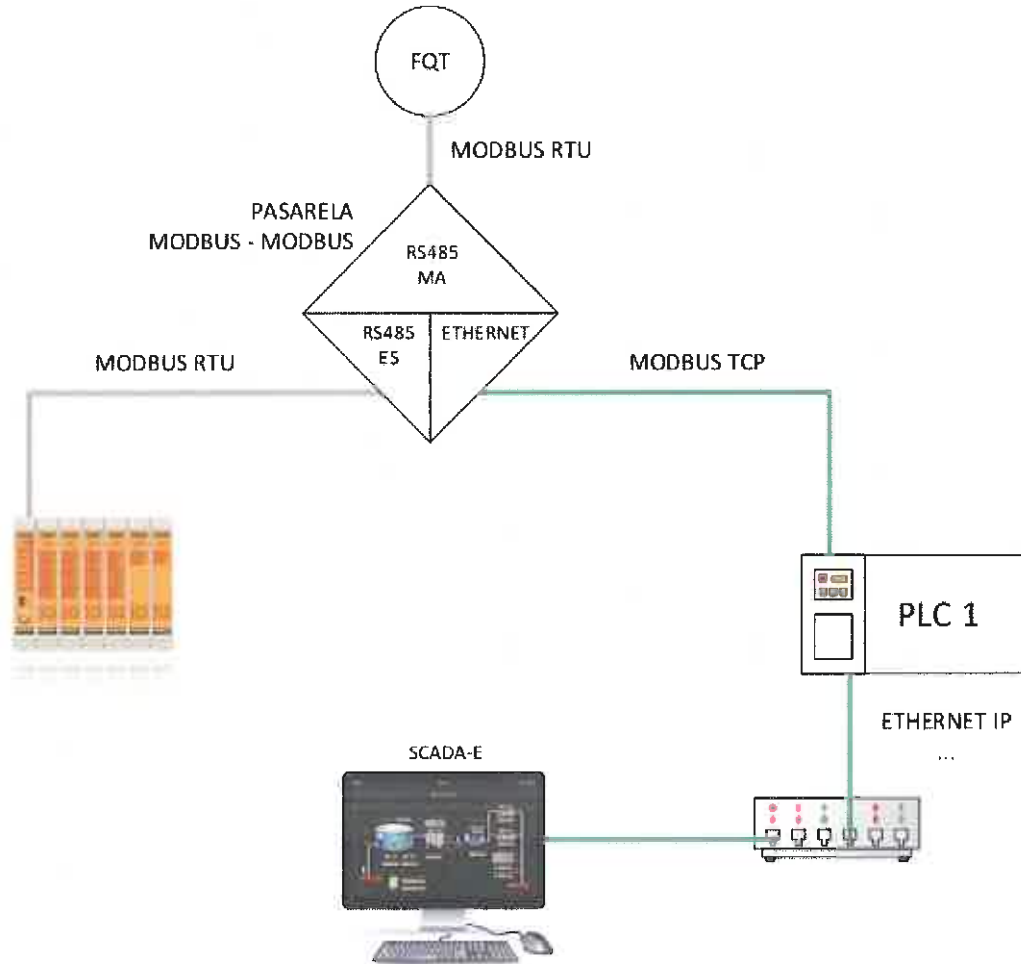 FQT
MODBUS RTU
PASARELA
MODBUS - MODBUS
RS485
MA
RS485
ES
ETHERNET
MODBUS RTU
MODBUS TCP
PLC 1
ETHERNET IP
...
SCADA-E